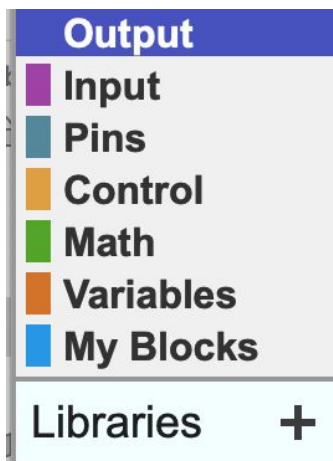 Output
Input
Pins
Control
Math
Variables
My Blocks
Libraries +